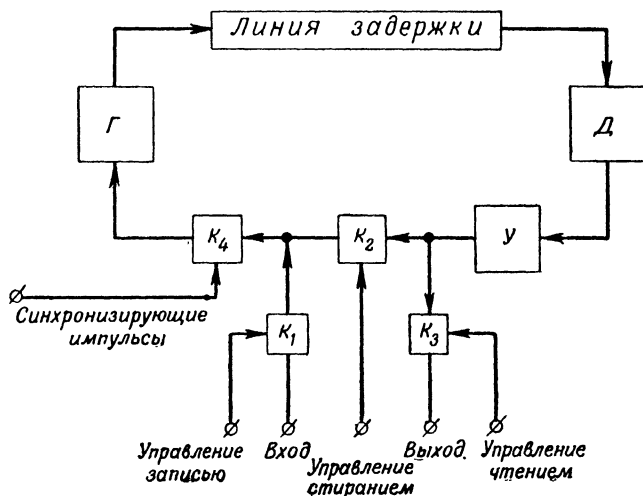 Линия задержки
Г
Д
К4
К2
У
Синхронизирующие
импульсы
К1
К3
Управление
записью
Вход
Управление
стиранием
Выход
Управление
чтением